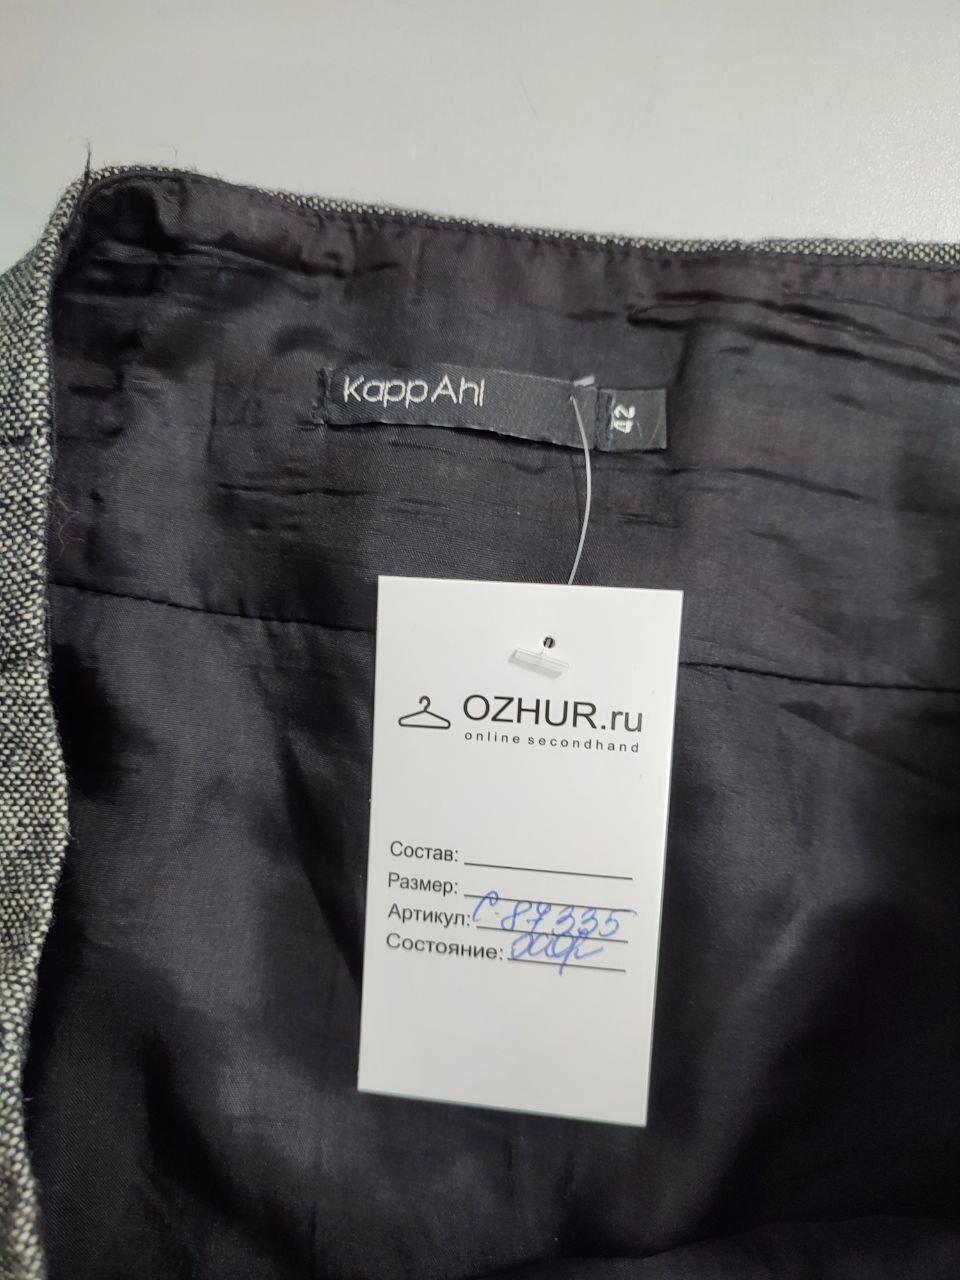 KappAhl
42
OZHUR.ru
online secondhand
Состав:
Размер:
Артикул: С. 87335
Состояние: